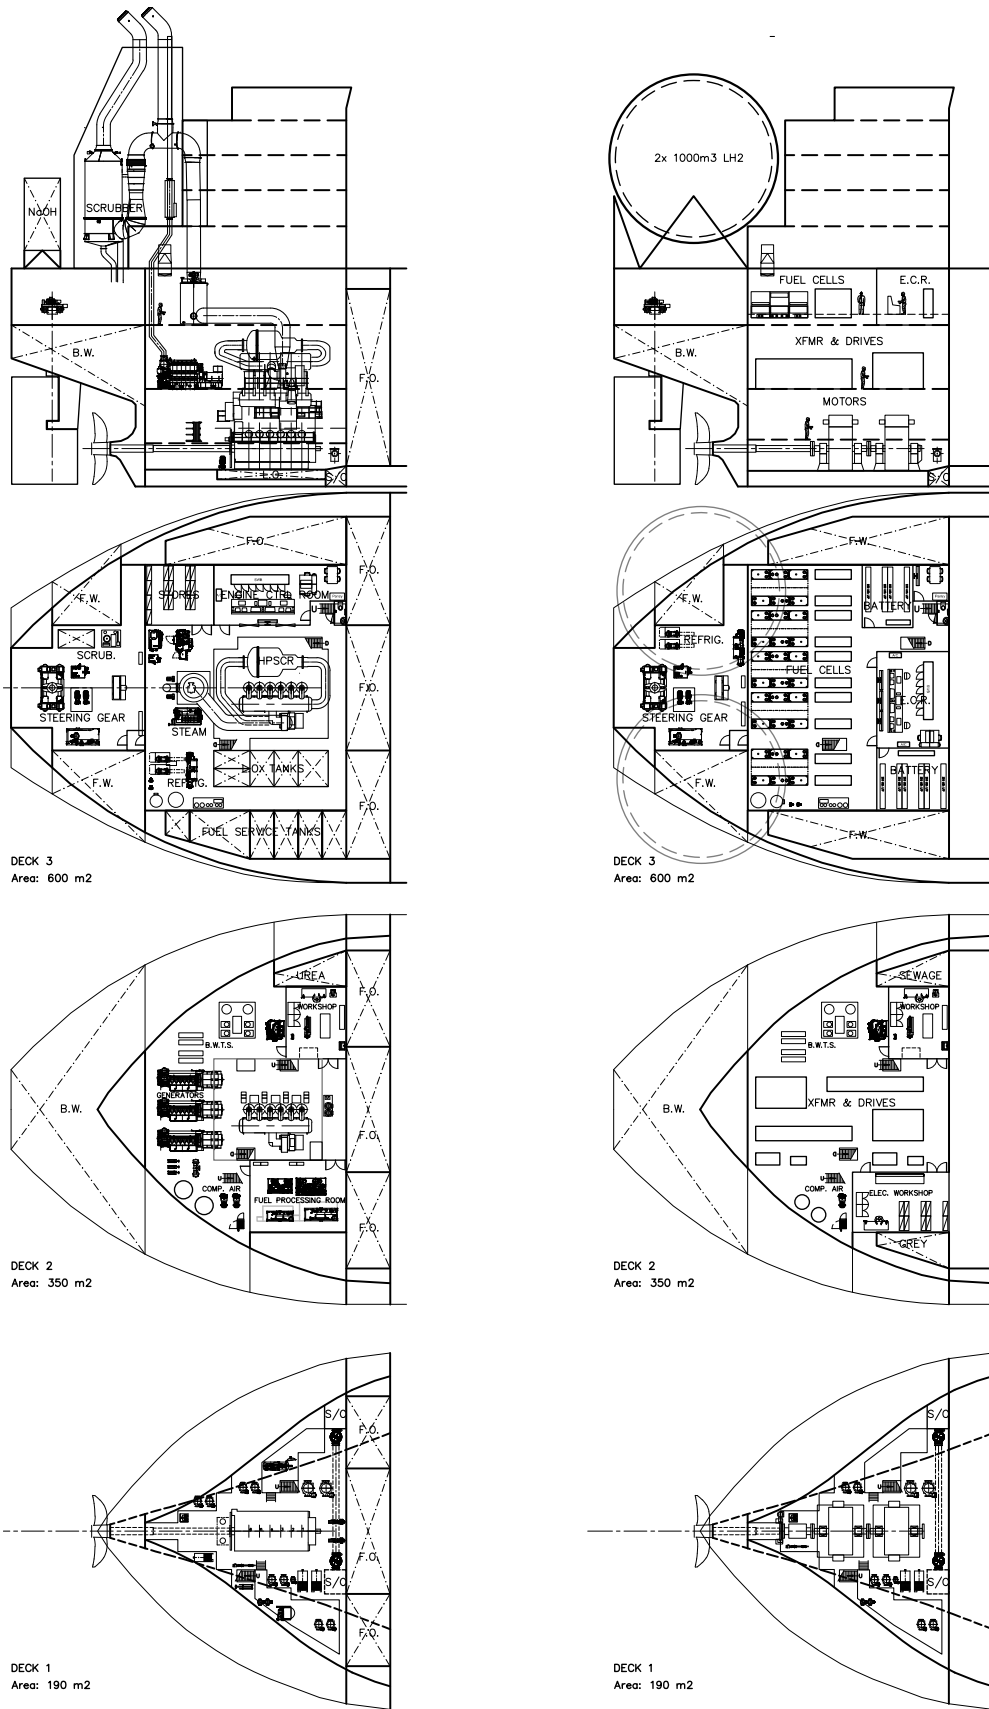 2x 1000m3 LH2
NaOH
SCRUBBER
FUEL CELLS
E.C.R.
B.W.
F.O.
XFMR & DRIVES
B.W.
MOTORS
L.O.
S/C
S/C
F.O.
F.W.
F.O.
STORES
ENGINE CTRL ROOM
F.W.
F.W.
BATTERY
SCRUB.
HPSCR
REFRIG.
FUEL CELLS
F.O.
E.C.R.
STEERING GEAR
STEERING GEAR
STEAM
LOX TANKS
BATTERY
F.W.
REFRIG.
F.W.
F.O.
FUEL SERVICE TANKS
F.W.
DECK 3
Area: 600 m2
DECK 3
Area: 600 m2
UREA
SEWAGE
F.O.
WORKSHOP
WORKSHOP
B.W.T.S.
B.W.T.S.
GENERATORS
B.W.
B.W.
XFMR & DRIVES
F.O.
COMP. AIR
FUEL PROCESSING ROOM
COMP. AIR
ELEC. WORKSHOP
F.O.
GREY
DECK 2
Area: 350 m2
DECK 2
Area: 350 m2
S/C
S/C
F.O.
F.O.
S/C
S/C
F.O.
DECK 1
Area: 190 m2
DECK 1
Area: 190 m2